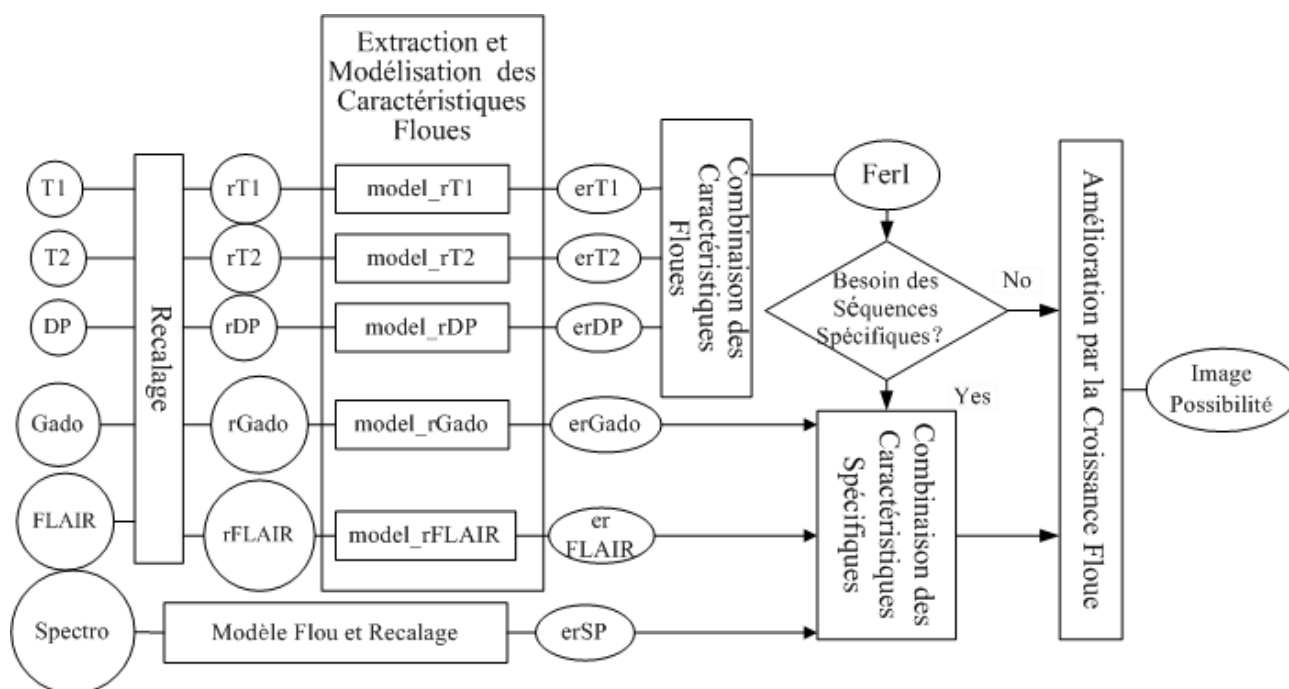 Extraction et
Modélisation des
Caractéristiques
Floues
T1
rT1
model_rT1
erT1
T2
rT2
model_rT2
erT2
DP
rDP
model_rDP
erDP
Gado
rGado
model_rGado
erGado
FLAIR
rFLAIR
model_rFLAIR
er
FLAIR
Spectro
Modèle Flou et Recalage
erSP
Recalage
Combinaison des
Caractéristiques
Floues
FerI
Besoin des
Séquences
Spécifiques?
No
Yes
Combinaison des
Caractéristiques
Spécifiques
Amélioration par la Croissance Floue
Image
Possibilité